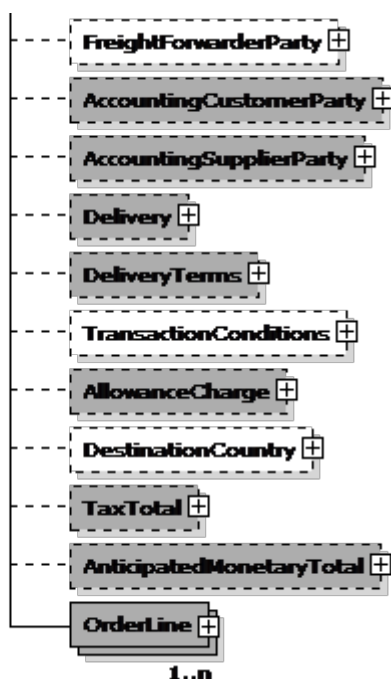 FreightForwarderParty
AccountingCustomerParty
AccountingSupplierParty
Delivery
DeliveryTerms
TransactionConditions
AllowanceCharge
DestinationCountry
TaxTotal
AnticipatedMonetaryTotal
OrderLine
1..n